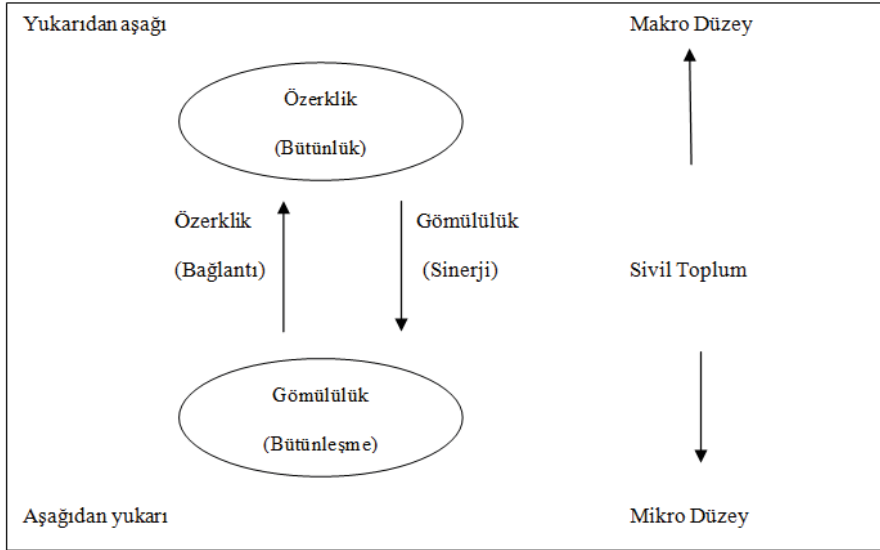 Yukarıdan aşağı
Makro Düzey
Özerklik
(Bütünlük)
Özerklik
(Bağlantı)
Gömülülük
(Sinerji)
Sivil Toplum
Gömülülük
(Bütünleşme)
Aşağıdan yukarı
Mikro Düzey